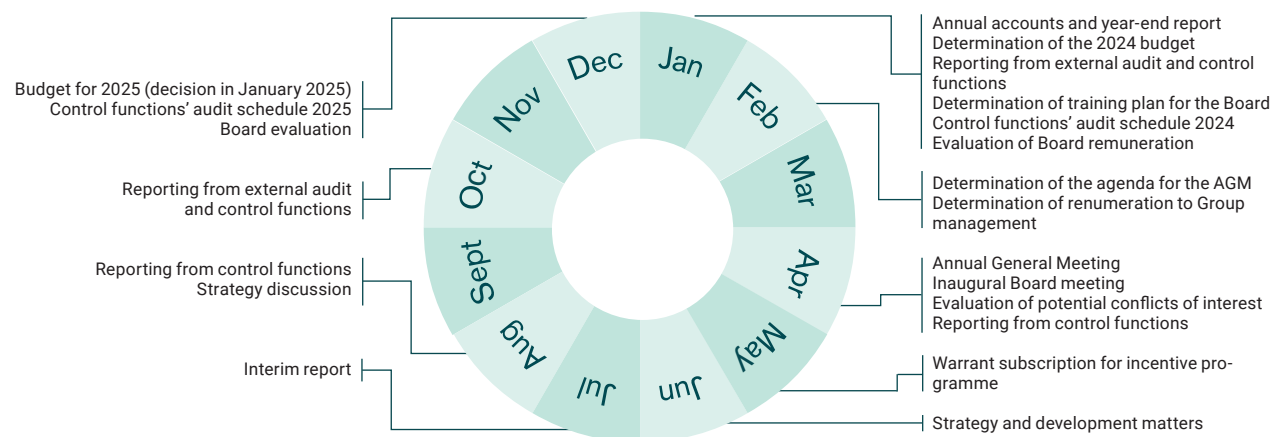 Dec
Jan
Feb
Mar
Apr
May
Jun
Jul
Aug
Sept
Oct
Nov
Annual accounts and year-end report
Determination of the 2024 budget
Reporting from external audit and control
functions
Determination of training plan for the Board
Control functions’ audit schedule 2024
Evaluation of Board remuneration
Determination of the agenda for the AGM
Determination of renumeration to Group
management
Annual General Meeting
Inaugural Board meeting
Evaluation of potential conflicts of interest
Reporting from control functions
Warrant subscription for incentive pro-
gramme
Strategy and development matters
Interim report
Reporting from control functions
Strategy discussion
Reporting from external audit
and control functions
Budget for 2025 (decision in January 2025)
Control functions’ audit schedule 2025
Board evaluation